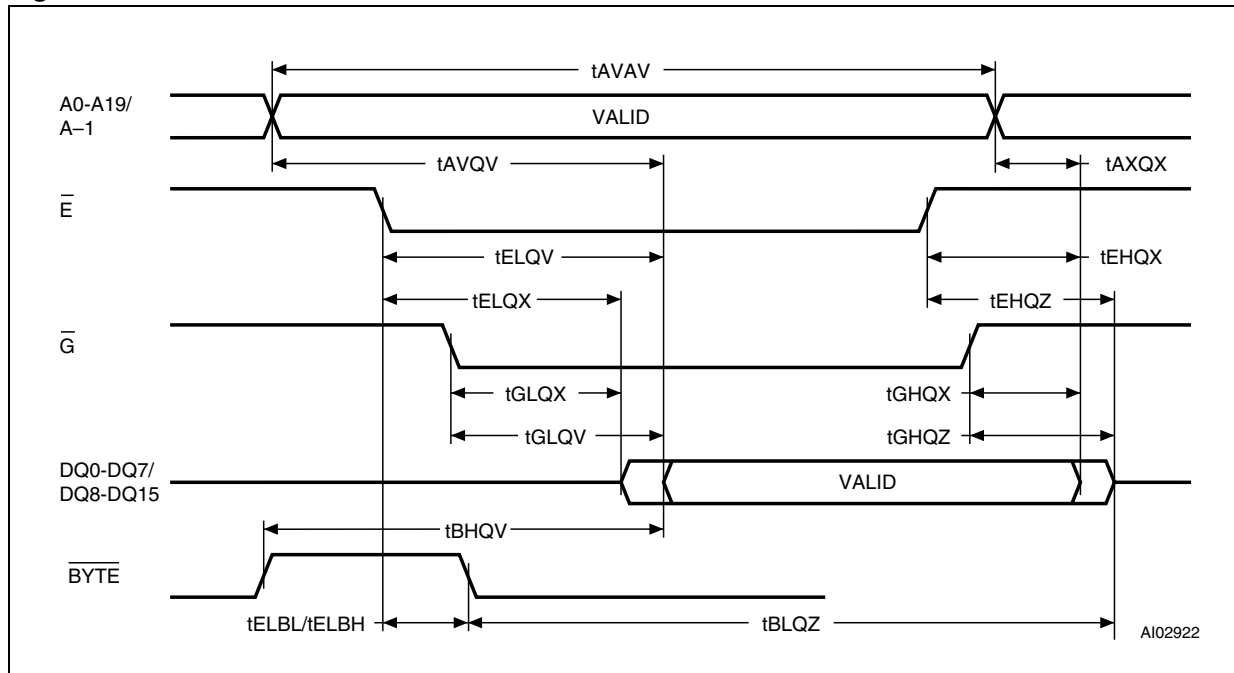 tAVAV
A0-A19/
A–1
VALID
tAVQV
tAXQX
E
tELQV
tEHQX
tELQX
tEHQZ
G
tGLQX
tGHQX
tGLQV
tGHQZ
DQ0-DQ7/
DQ8-DQ15
VALID
tBHQV
BYTE
tELBL/tELBH
tBLQZ
AI02922